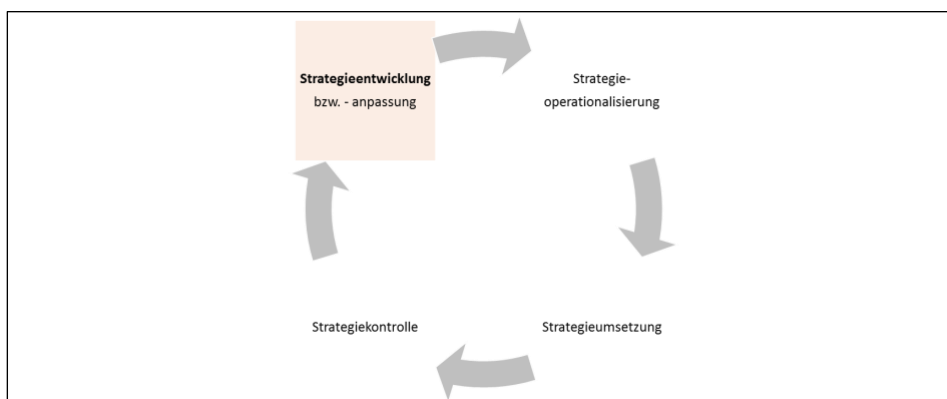 Strategieentwicklung
bzw. - anpassung
Strategie-
operationalisierung
Strategiekontrolle
Strategieumsetzung